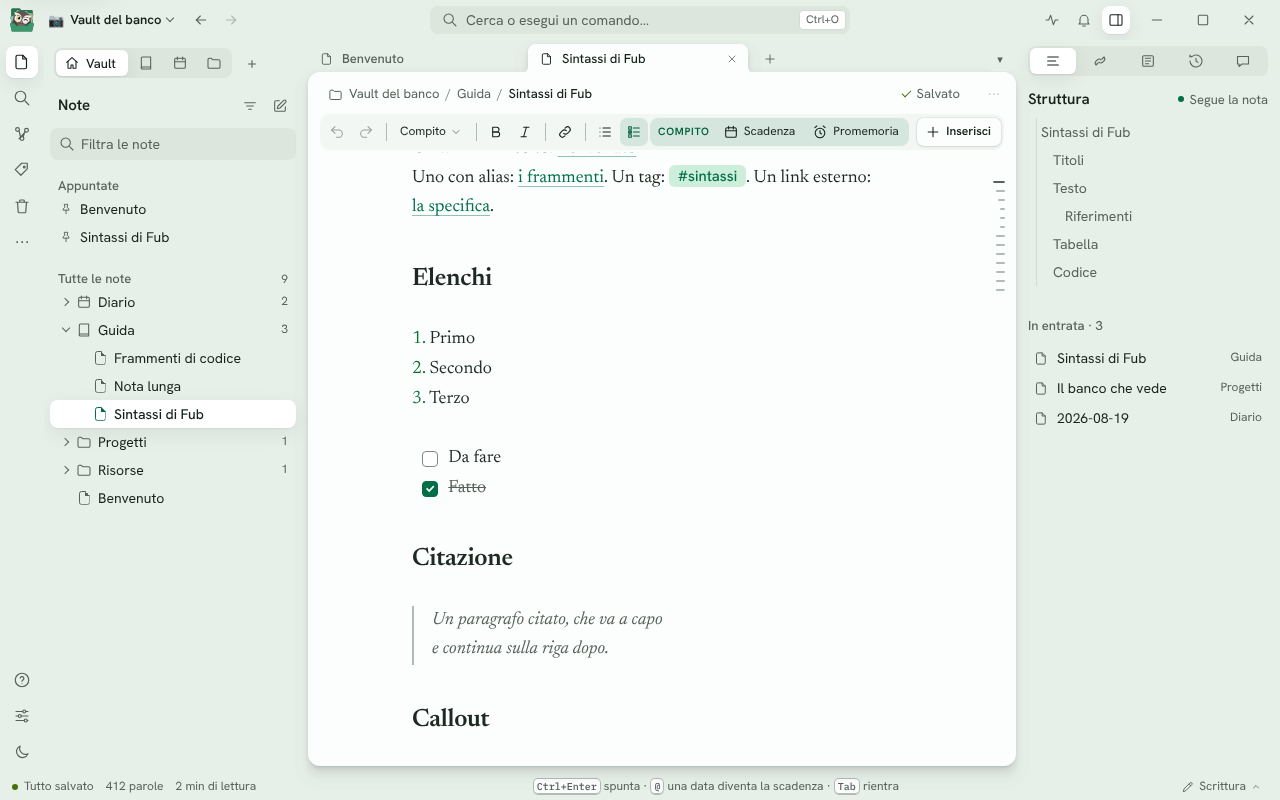 Vault del banco
Cerca o esegui un comando…
Ctrl+O
Vault
Note
Filtra le note
Appuntate
Benvenuto
Sintassi di Fub
Tutte le note 9
Diario 2
Guida 3
Frammenti di codice
Nota lunga
Sintassi di Fub
Progetti 1
Risorse 1
Benvenuto
Benvenuto
Sintassi di Fub
Vault del banco / Guida / Sintassi di Fub
Salvato
Compito
B I
COMPITO
Scadenza
Promemoria
Inserisci
Uno con alias: i frammenti. Un tag: #sintassi. Un link esterno:
la specifica.
Elenchi
1. Primo
2. Secondo
3. Terzo
Da fare
Fatto
Citazione
Un paragrafo citato, che va a capo
e continua sulla riga dopo.
Callout
Struttura
Segue la nota
Sintassi di Fub
Titoli
Testo
Riferimenti
Tabella
Codice
In entrata · 3
Sintassi di Fub Guida
Il banco che vede Progetti
2026-08-19 Diario
Tutto salvato 412 parole 2 min di lettura
Ctrl+Enter spunta · @ una data diventa la scadenza · Tab rientra
Scrittura